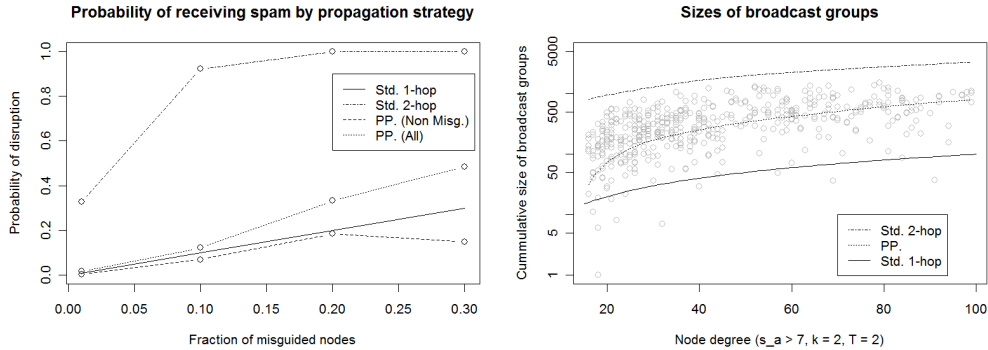 Probability of receiving spam by propagation strategy
Probability of disruption
1.0
0.8
0.6
0.4
0.2
0.0
Std. 1-hop
Std. 2-hop
PP. (Non Misg.)
PP. (All)
0.00 0.05 0.10 0.15 0.20 0.25 0.30
Fraction of misguided nodes
Sizes of broadcast groups
Cummulative size of broadcast groups
5000
500
50
5
1
Std. 2-hop
PP.
Std. 1-hop
20 40 60 80 100
Node degree (s_a > 7, k = 2, T = 2)